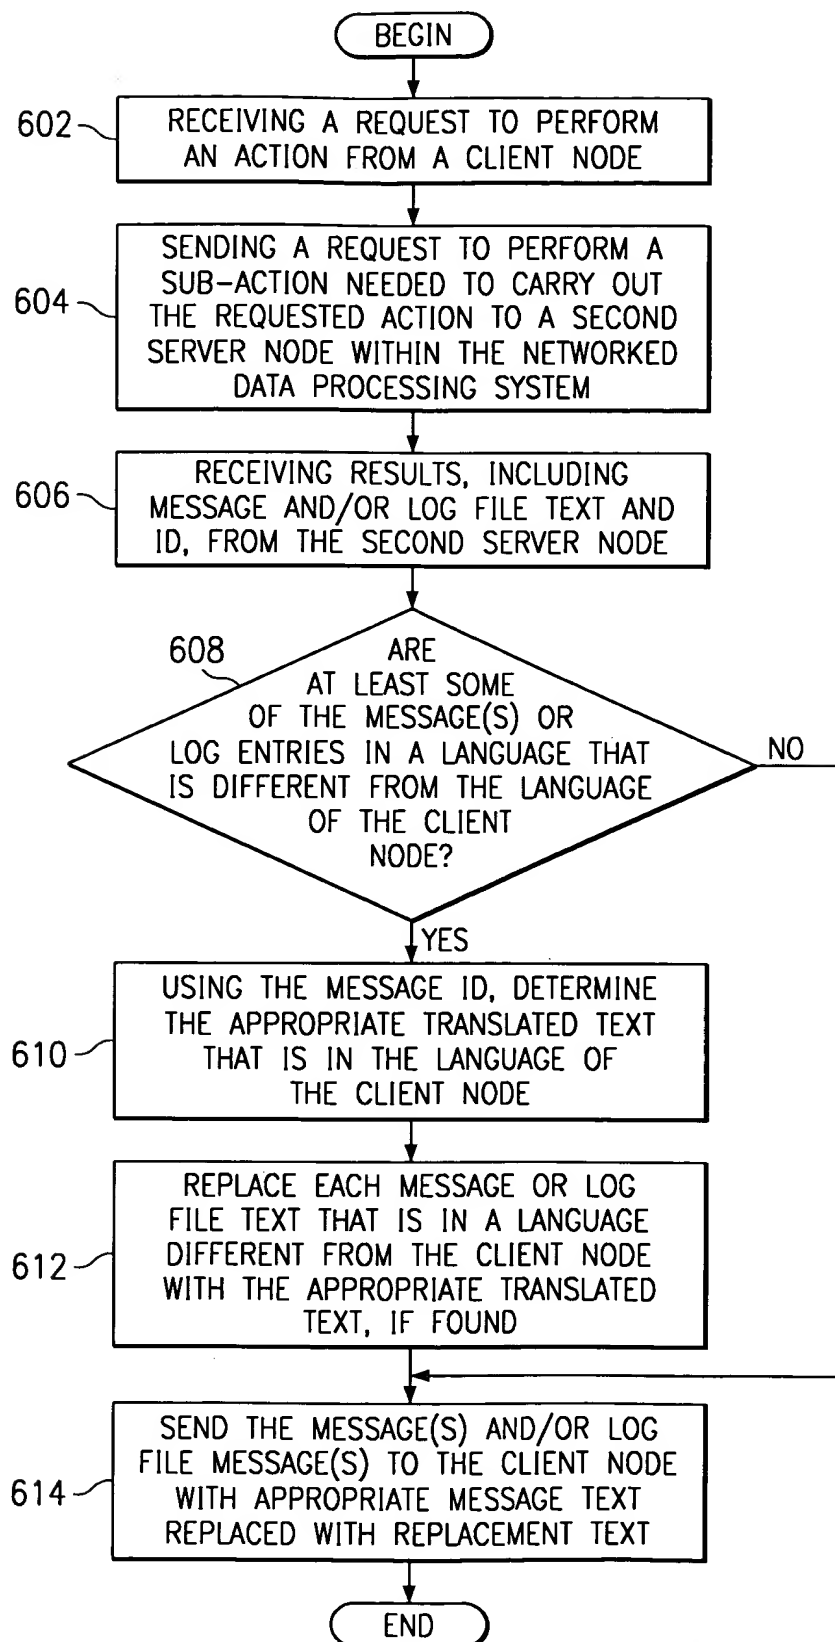 BEGIN
602
RECEIVING A REQUEST TO PERFORM
AN ACTION FROM A CLIENT NODE
604
SENDING A REQUEST TO PERFORM A
SUB-ACTION NEEDED TO CARRY OUT
THE REQUESTED ACTION TO A SECOND
SERVER NODE WITHIN THE NETWORKED
DATA PROCESSING SYSTEM
606
RECEIVING RESULTS, INCLUDING
MESSAGE AND/OR LOG FILE TEXT AND
ID, FROM THE SECOND SERVER NODE
608
ARE
AT LEAST SOME
OF THE MESSAGE(S) OR
LOG ENTRIES IN A LANGUAGE THAT
IS DIFFERENT FROM THE LANGUAGE
OF THE CLIENT
NODE?
NO
YES
610
USING THE MESSAGE ID, DETERMINE
THE APPROPRIATE TRANSLATED TEXT
THAT IS IN THE LANGUAGE OF
THE CLIENT NODE
612
REPLACE EACH MESSAGE OR LOG
FILE TEXT THAT IS IN A LANGUAGE
DIFFERENT FROM THE CLIENT NODE
WITH THE APPROPRIATE TRANSLATED
TEXT, IF FOUND
614
SEND THE MESSAGE(S) AND/OR LOG
FILE MESSAGE(S) TO THE CLIENT NODE
WITH APPROPRIATE MESSAGE TEXT
REPLACED WITH REPLACEMENT TEXT
END